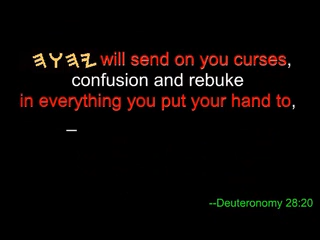 𐤉𐤄𐤅𐤄 will send on you curses,
confusion and rebuke
in everything you put your hand to,
_
--Deuteronomy 28:20